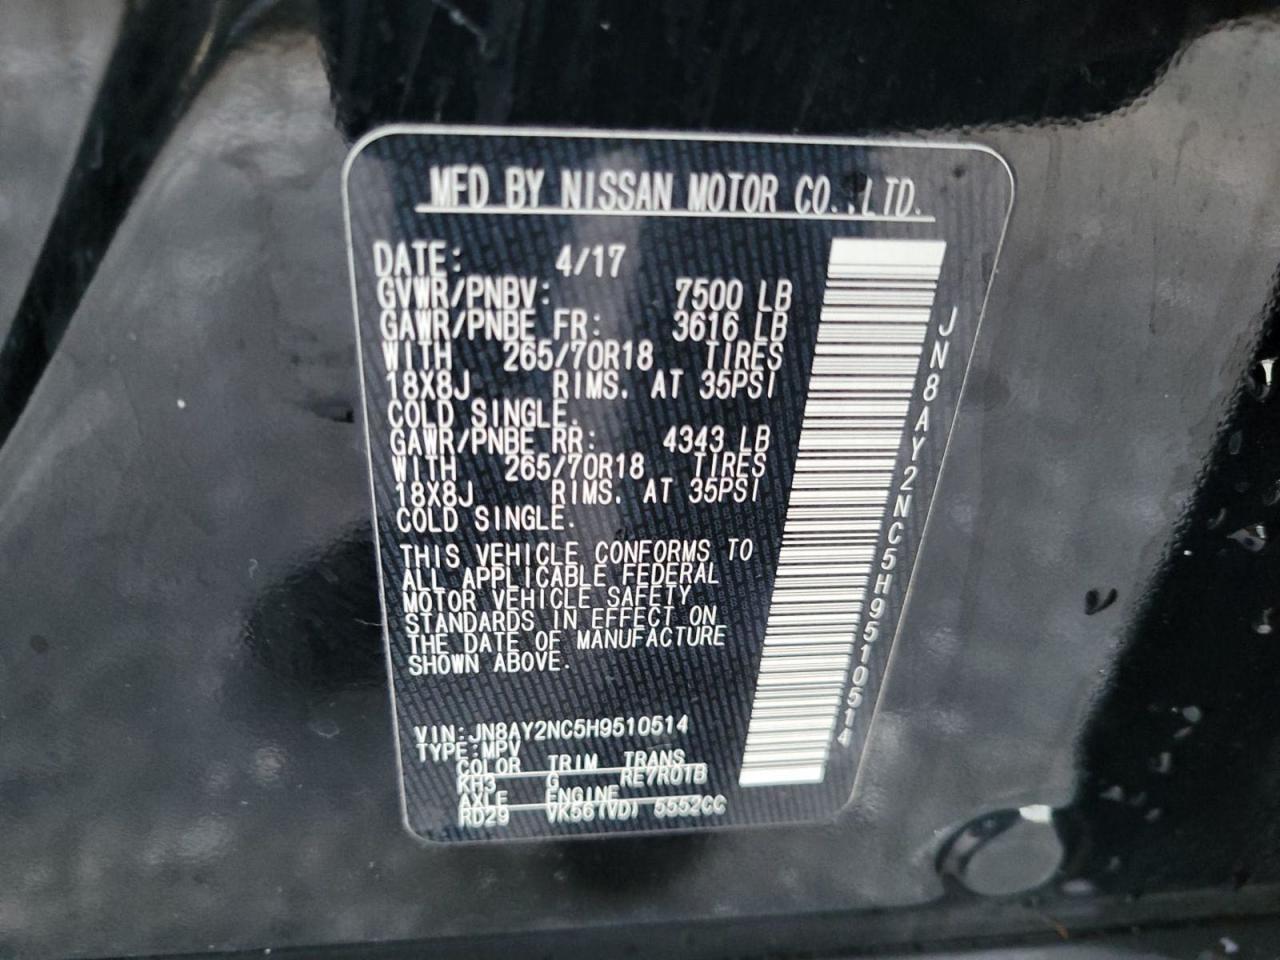 MFD BY NISSAN MOTOR CO.,LTD.
DATE: 4/17
GVWR/PNBV: 7500 LB
GAWR/PNBE FR: 3616 LB
WITH 265/70R18 TIRES
18X8J RIMS. AT 35PSI
COLD SINGLE.
GAWR/PNBE RR: 4343 LB
WITH 265/70R18 TIRES
18X8J RIMS. AT 35PSI
COLD SINGLE.
THIS VEHICLE CONFORMS TO
ALL APPLICABLE FEDERAL
MOTOR VEHICLE SAFETY
STANDARDS IN EFFECT ON
THE DATE OF MANUFACTURE
SHOWN ABOVE.
VIN:JN8AY2NC5H9510514
TYPE:MPV
COLOR TRIM TRANS
KH3 G RE7R01B
AXLE ENGINE
RD29 VK56(VD) 5552CC
JN8AY2NC5H9510514